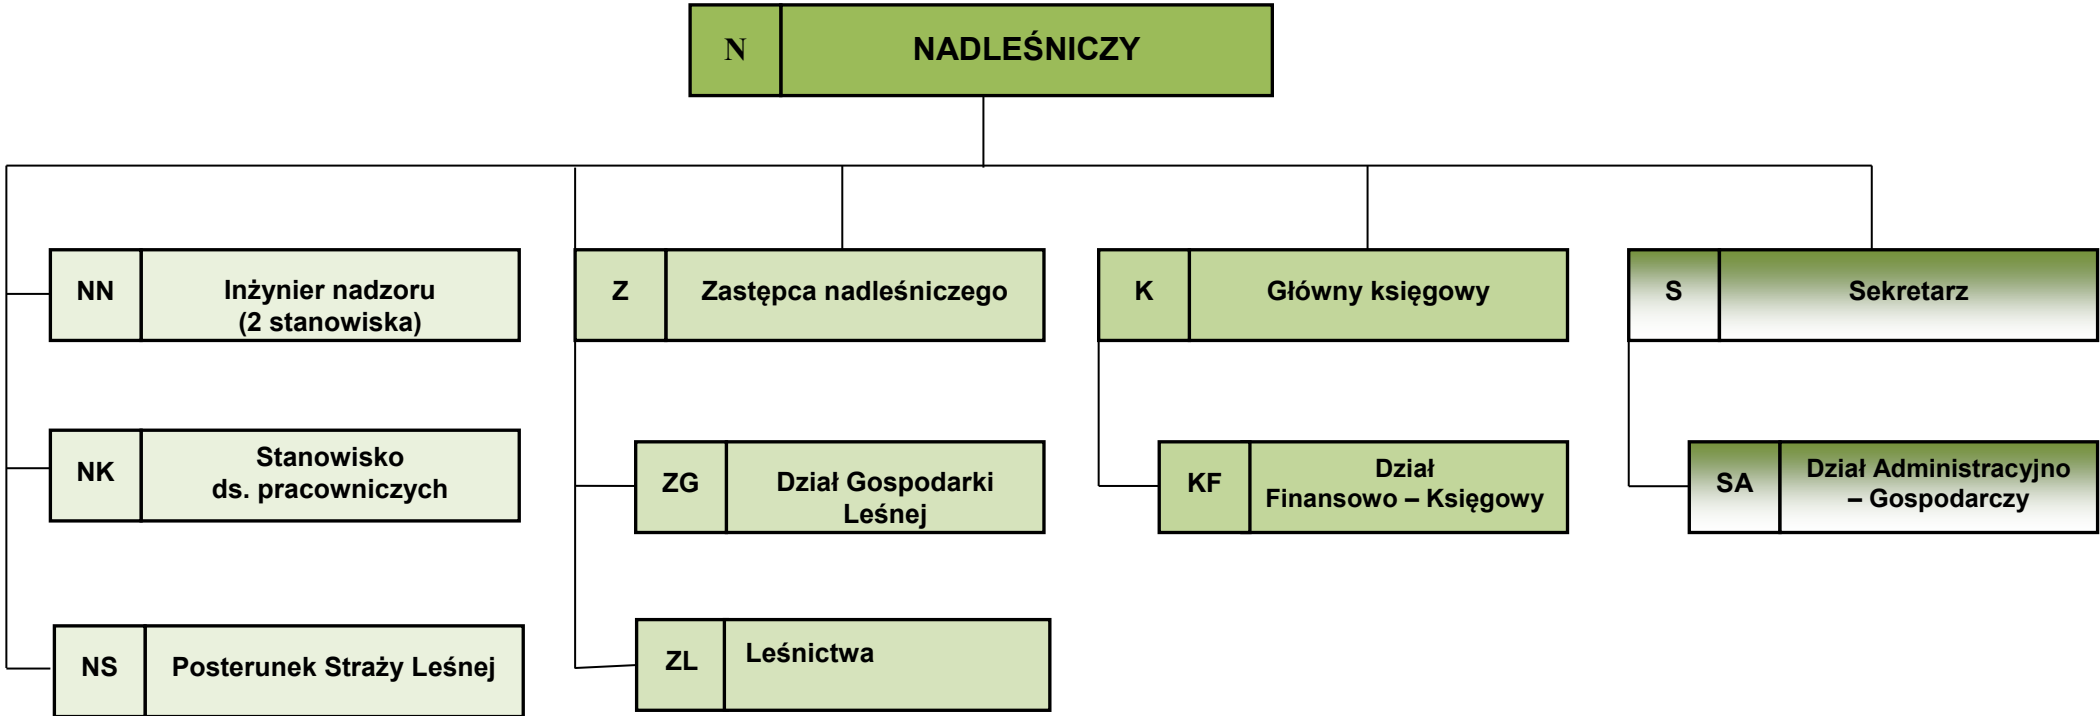 N
NADLEŚNICZY
NN
Inżynier nadzoru
(2 stanowiska)
Z
Zastępca nadleśniczego
K
Główny księgowy
S
Sekretarz
NK
Stanowisko
ds. pracowniczych
ZG
Dział Gospodarki
Leśnej
KF
Dział
Finansowo – Księgowy
SA
Dział Administracyjno
– Gospodarczy
NS
Posterunek Straży Leśnej
ZL
Leśnictwa